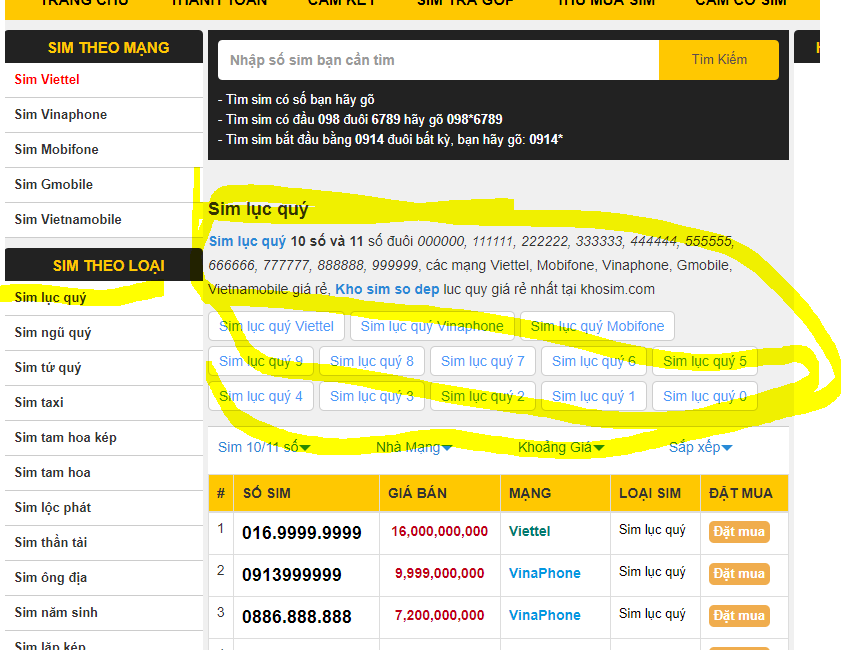 TRANG CHỦ THANH TOÁN CAM KẾT SIM TRẢ GÓP THU MUA SIM CẦM CỐ SIM
SIM THEO MẠNG
Sim Viettel
Sim Vinaphone
Sim Mobifone
Sim Gmobile
Sim Vietnamobile
SIM THEO LOẠI
Sim lục quý
Sim ngũ quý
Sim tứ quý
Sim taxi
Sim tam hoa kép
Sim tam hoa
Sim lộc phát
Sim thần tài
Sim ông địa
Sim năm sinh
Sim lặp kép
Nhập số sim bạn cần tìm
Tìm Kiếm
- Tìm sim có số bạn hãy gõ
- Tìm sim có đầu 098 đuôi 6789 hãy gõ 098*6789
- Tìm sim bắt đầu bằng 0914 đuôi bất kỳ, bạn hãy gõ: 0914*
Sim lục quý
Sim lục quý 10 số và 11 số đuôi 000000, 111111, 222222, 333333, 444444, 555555,
666666, 777777, 888888, 999999, các mạng Viettel, Mobifone, Vinaphone, Gmobile,
Vietnamobile giá rẻ, Kho sim so dep luc quy giá rẻ nhất tại khosim.com
Sim lục quý Viettel Sim lục quý Vinaphone Sim lục quý Mobifone
Sim lục quý 9 Sim lục quý 8 Sim lục quý 7 Sim lục quý 6 Sim lục quý 5
Sim lục quý 4 Sim lục quý 3 Sim lục quý 2 Sim lục quý 1 Sim lục quý 0
Sim 10/11 số Nhà Mạng Khoảng Giá Sắp xếp
# SỐ SIM GIÁ BÁN MẠNG LOẠI SIM ĐẶT MUA
1 016.9999.9999 16,000,000,000 Viettel Sim lục quý Đặt mua
2 0913999999 9,999,000,000 VinaPhone Sim lục quý Đặt mua
3 0886.888.888 7,200,000,000 VinaPhone Sim lục quý Đặt mua